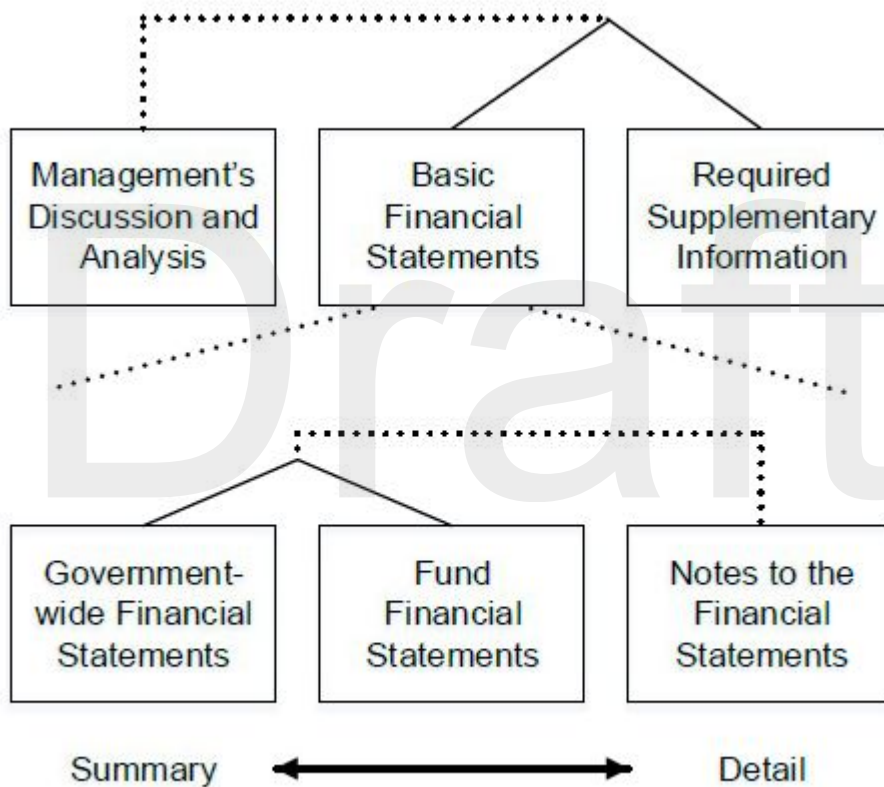 Management's
Discussion and
Analysis
Basic
Financial
Statements
Required
Supplementary
Information
Draft
Government-
wide Financial
Statements
Fund
Financial
Statements
Notes to the
Financial
Statements
Summary
Detail